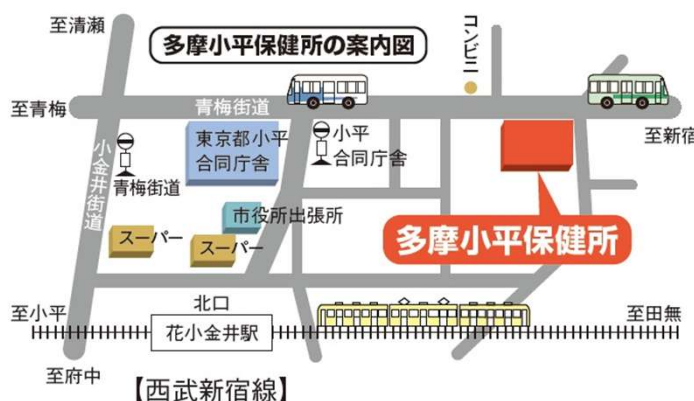 至清瀬
多摩小平保健所の案内図
コンビニ
至青梅
青梅街道
至新宿
小金井街道
青梅街道
東京都小平
合同庁舎
小平
合同庁舎
市役所出張所
スーパー
スーパー
多摩小平保健所
至小平
北口
花小金井駅
至田無
至府中
【西武新宿線】